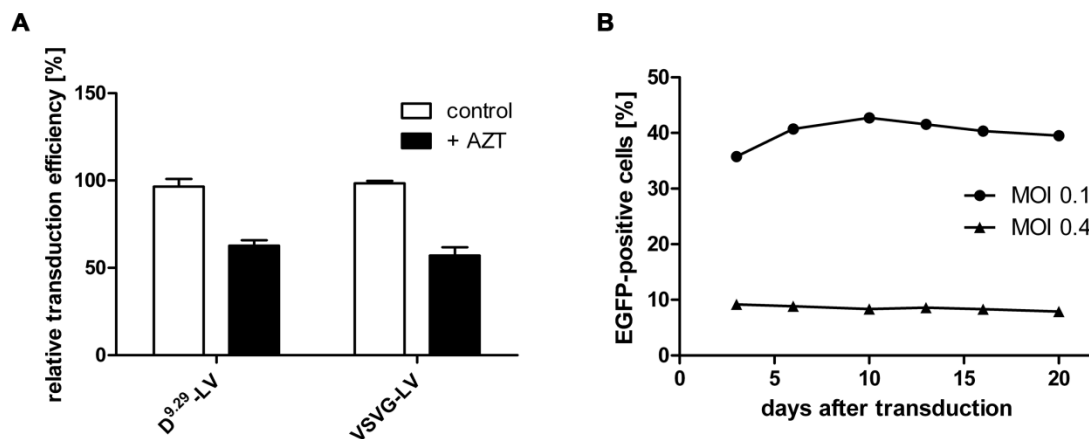 A
relative transduction efficiency [%]
150
100
50
0
control
+ AZT
D9.29-LV
VSVG-LV
B
EGFP-positive cells [%]
50
40
30
20
10
0
MOI 0.1
MOI 0.4
0 5 10 15 20
days after transduction